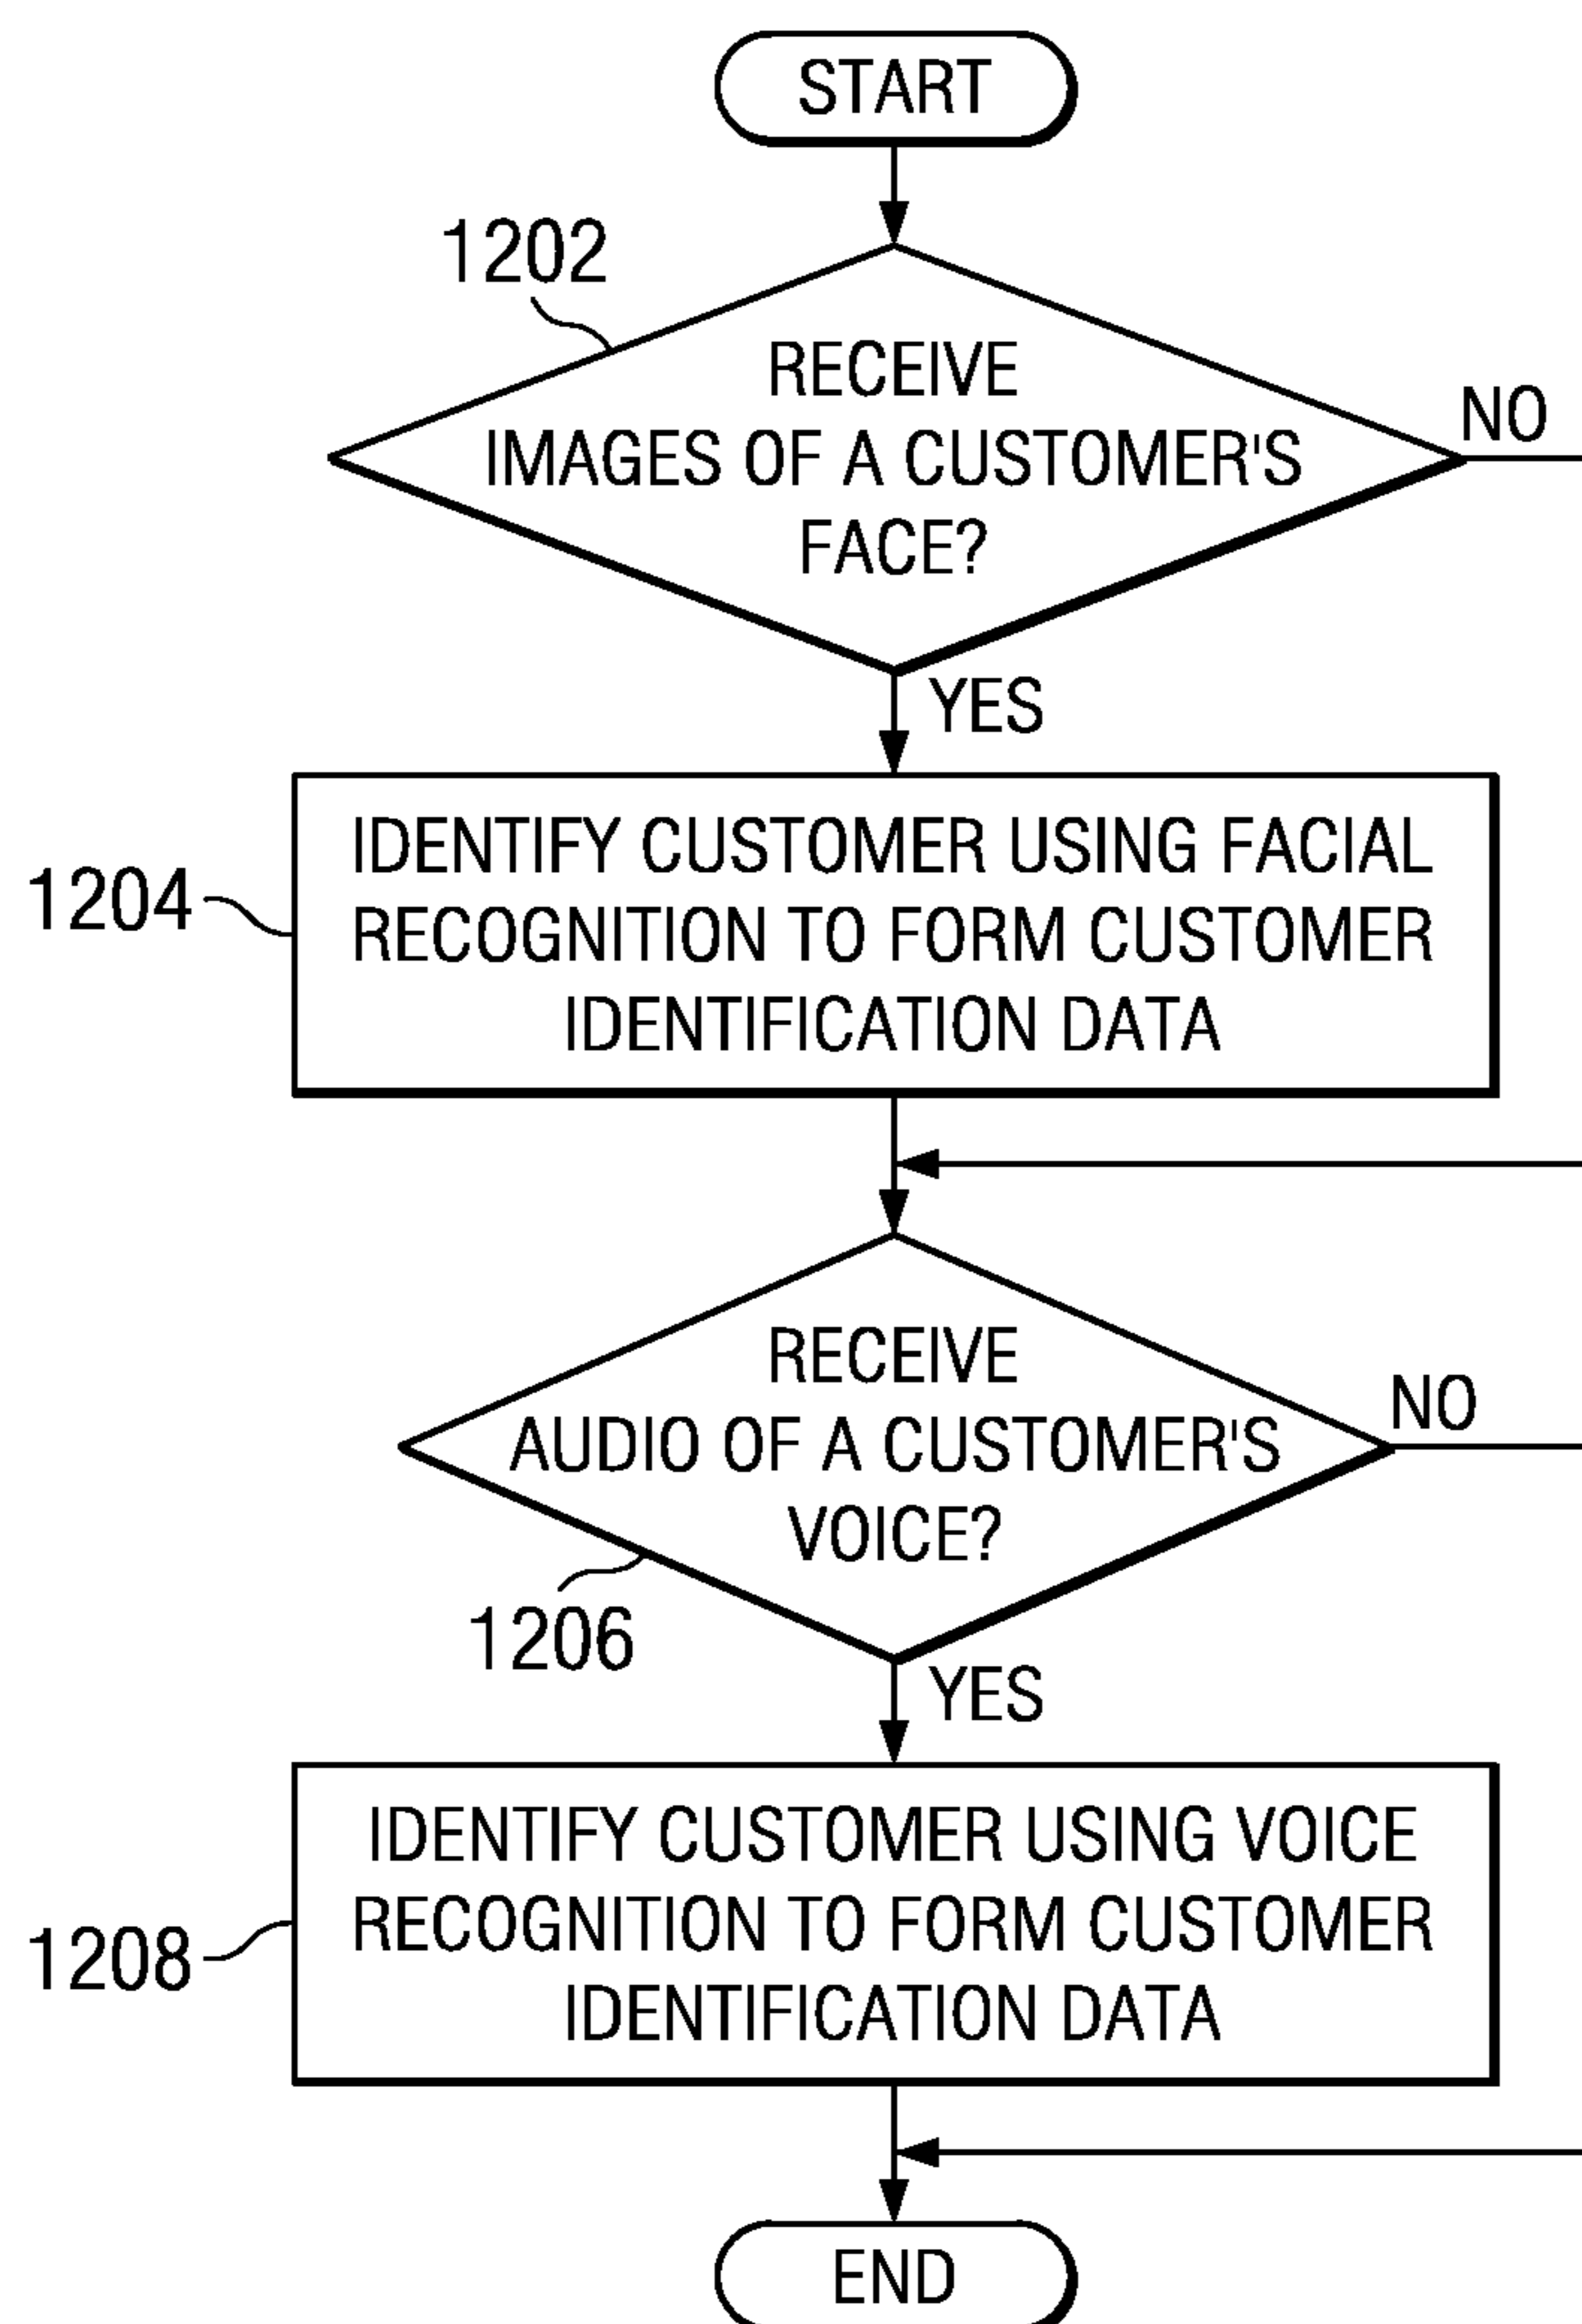 START
1202
RECEIVE
IMAGES OF A CUSTOMER'S
FACE?
NO
YES
1204
IDENTIFY CUSTOMER USING FACIAL
RECOGNITION TO FORM CUSTOMER
IDENTIFICATION DATA
RECEIVE
AUDIO OF A CUSTOMER'S
VOICE?
NO
1206
YES
1208
IDENTIFY CUSTOMER USING VOICE
RECOGNITION TO FORM CUSTOMER
IDENTIFICATION DATA
END